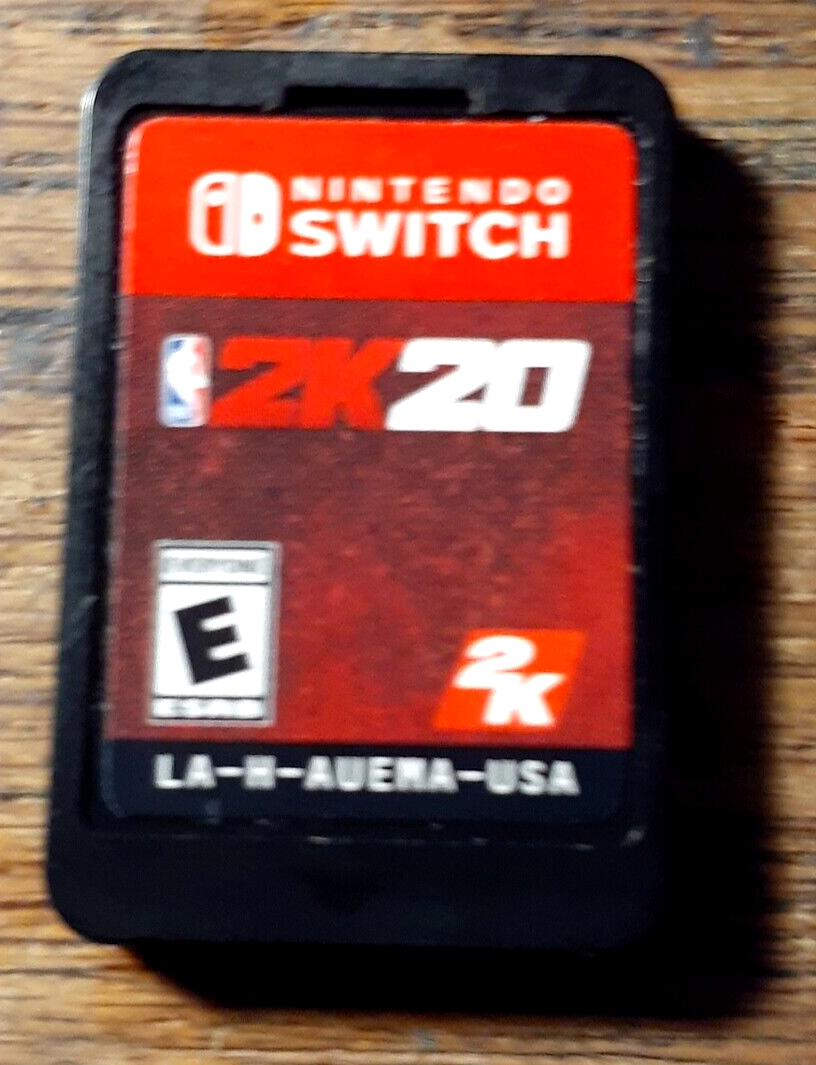 NINTENDO
SWITCH
2K20
EVERYONE
E
ESRB
2K
LA-H-AUEMA-USA